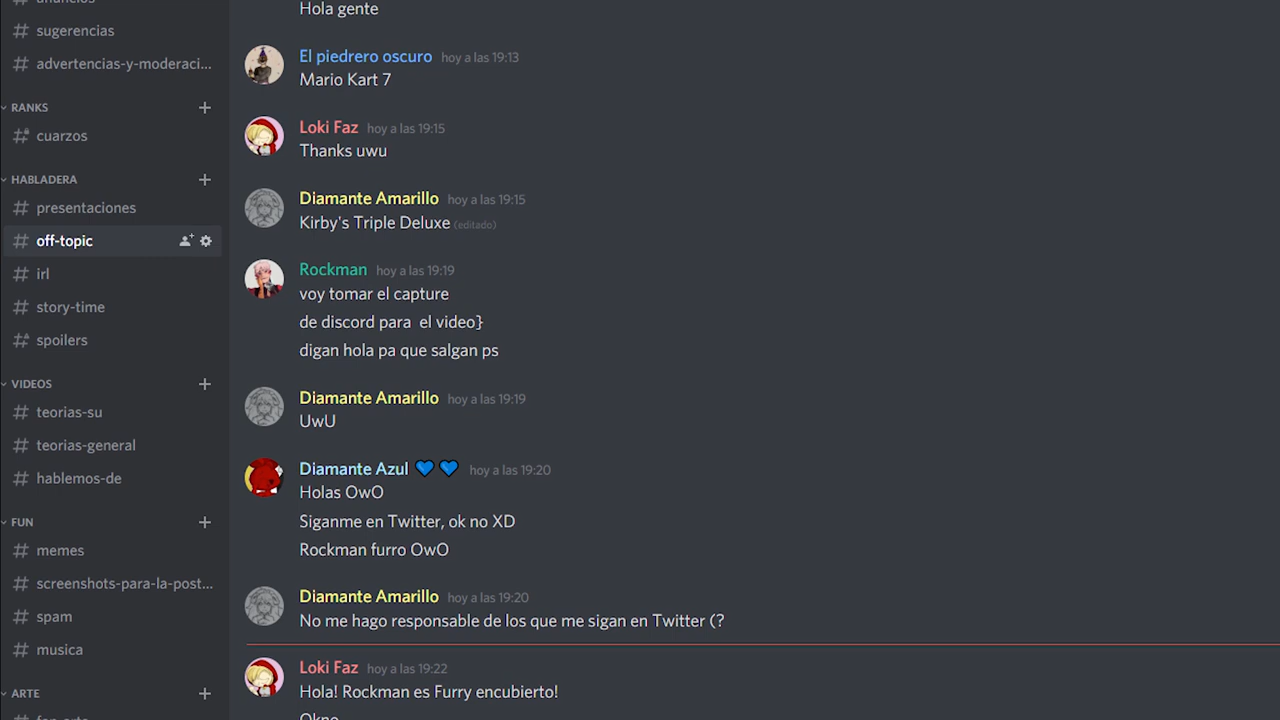 anuncios
sugerencias
advertencias-y-moderaci...
RANKS
cuarzos
HABLADERA
presentaciones
off-topic
irl
story-time
spoilers
VIDEOS
teorias-su
teorias-general
hablemos-de
FUN
memes
screenshots-para-la-post...
spam
musica
ARTE
fan-arts
Hola gente
El piedrero oscuro hoy a las 19:13
Mario Kart 7
Loki Faz hoy a las 19:15
Thanks uwu
Diamante Amarillo hoy a las 19:15
Kirby's Triple Deluxe (editado)
Rockman hoy a las 19:19
voy tomar el capture
de discord para el video}
digan hola pa que salgan ps
Diamante Amarillo hoy a las 19:19
UwU
Diamante Azul 💙 💙 hoy a las 19:20
Holas OwO
Siganme en Twitter, ok no XD
Rockman furro OwO
Diamante Amarillo hoy a las 19:20
No me hago responsable de los que me sigan en Twitter (?
Loki Faz hoy a las 19:22
Hola! Rockman es Furry encubierto!
Okno